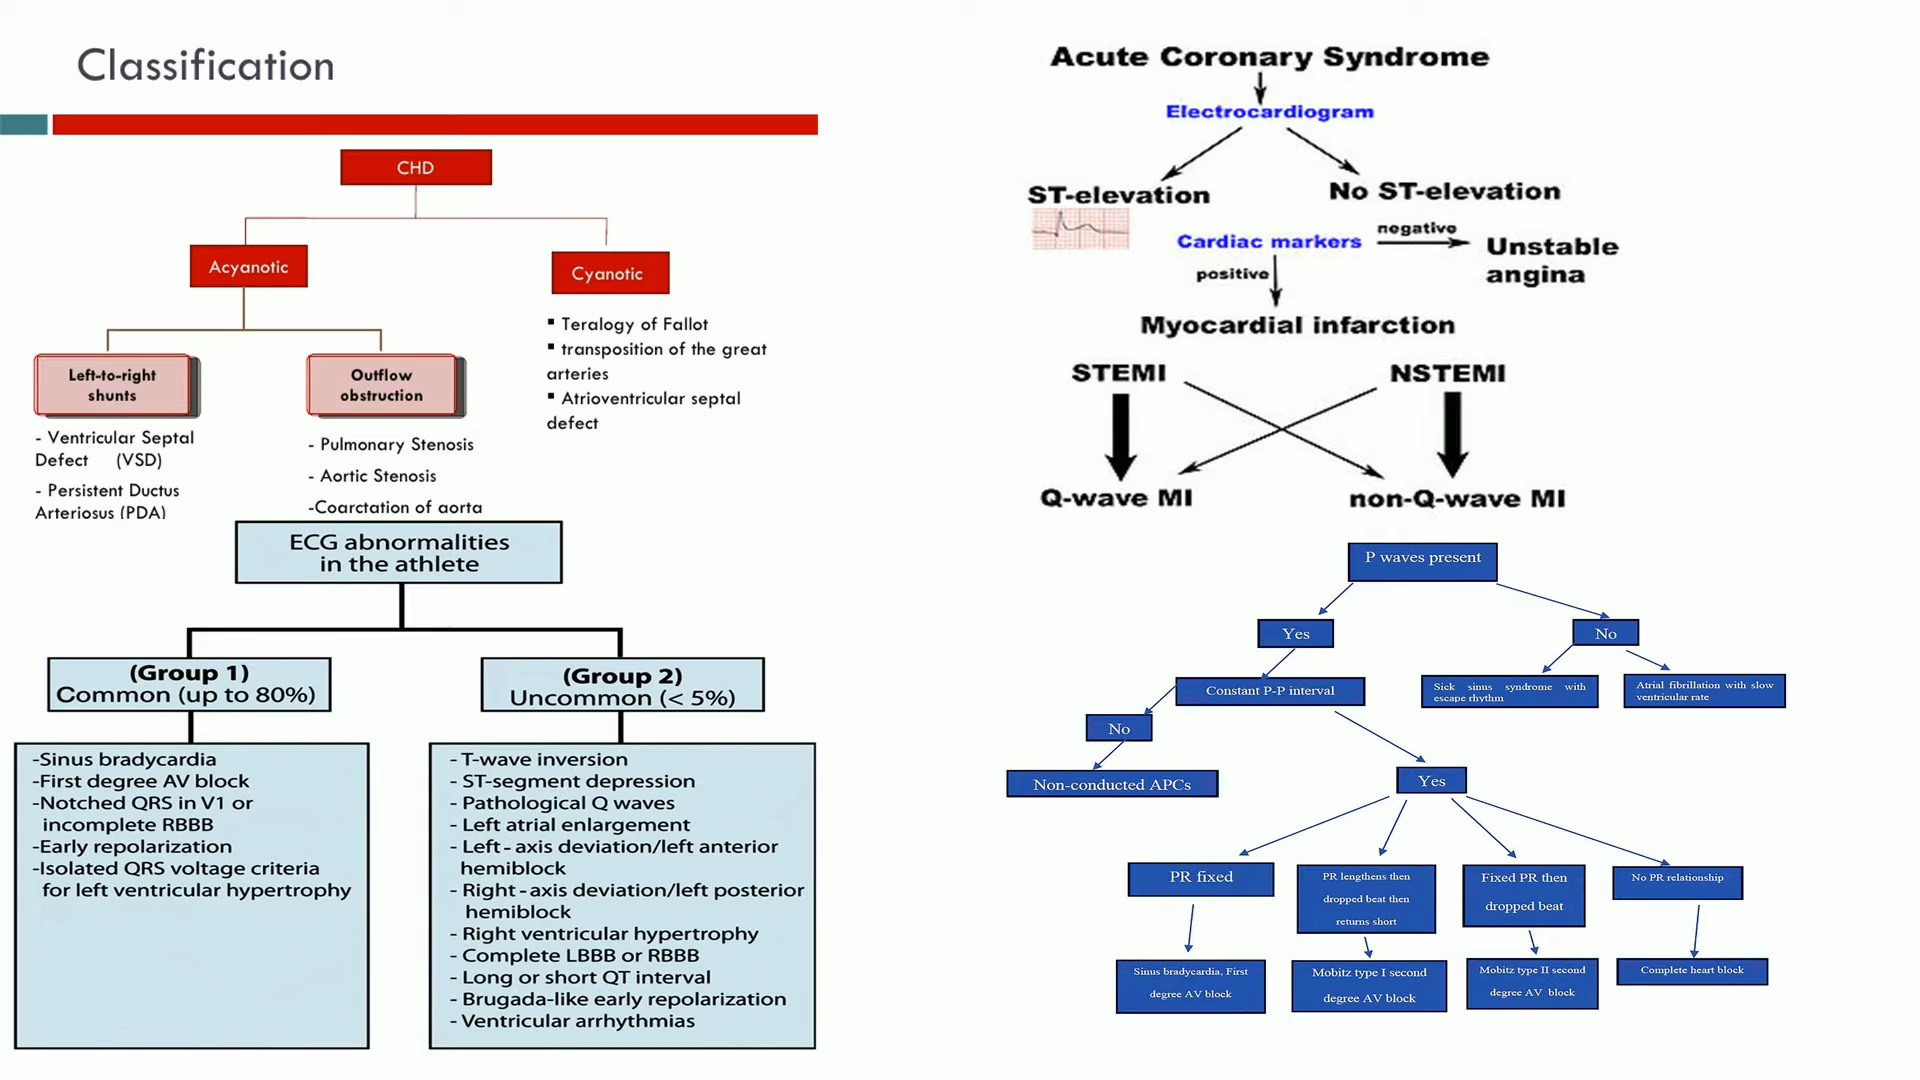 Classification
CHD
Acyanotic
Cyanotic
Left-to-right
shunts
Outflow
obstruction
▪ Teralogy of Fallot
▪ transposition of the great
arteries
▪ Atrioventricular septal
defect
- Ventricular Septal
Defect (VSD)
- Persistent Ductus
Arteriosus (PDA)
- Pulmonary Stenosis
- Aortic Stenosis
-Coarctation of aorta
ECG abnormalities
in the athlete
(Group 1)
Common (up to 80%)
(Group 2)
Uncommon (< 5%)
-Sinus bradycardia
-First degree AV block
-Notched QRS in V1 or
incomplete RBBB
-Early repolarization
-Isolated QRS voltage criteria
for left ventricular hypertrophy
- T-wave inversion
- ST-segment depression
- Pathological Q waves
- Left atrial enlargement
- Left-axis deviation/left anterior
hemiblock
- Right-axis deviation/left posterior
hemiblock
- Right ventricular hypertrophy
- Complete LBBB or RBBB
- Long or short QT interval
- Brugada-like early repolarization
- Ventricular arrhythmias
Acute Coronary Syndrome
Electrocardiogram
ST-elevation
No ST-elevation
Cardiac markers
negative
Unstable
angina
positive
Myocardial infarction
STEMI
NSTEMI
Q-wave MI
non-Q-wave MI
P waves present
Yes
No
Constant P-P interval
Sick sinus syndrome with
escape rhythm
Atrial fibrillation with slow
ventricular rate
No
Non-conducted APCs
Yes
PR fixed
PR lengthens then
dropped beat then
returns short
Fixed PR then
dropped beat
No PR relationship
Sinus bradycardia, First
degree AV block
Mobitz type I second
degree AV block
Mobitz type II second
degree AV block
Complete heart block